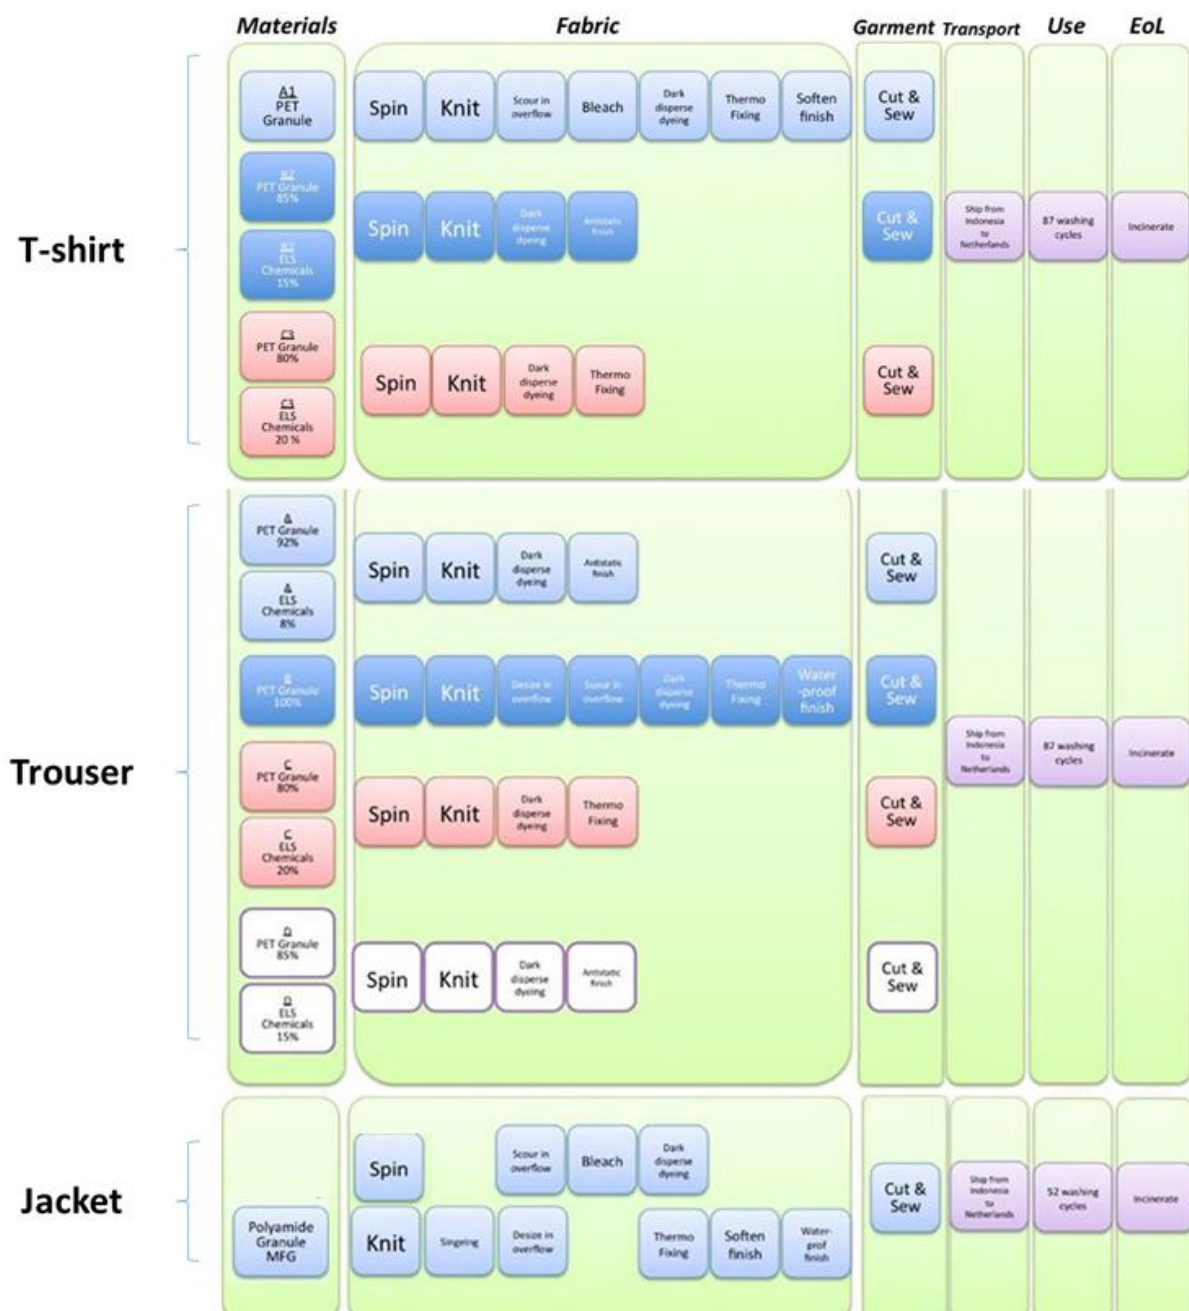 Materials
Fabric
Garment
Transport
Use
EoL
T-shirt
A1
PET
Granule
Spin
Knit
Scour in
overflow
Bleach
Dark
disperse
dyeing
Thermo
Fixing
Soften
finish
Cut &
Sew
B2
PET Granule
85%
B2
ELS
Chemicals
15%
Spin
Knit
Dark
disperse
dyeing
Antistatic
finish
Cut &
Sew
Ship from
Indonesia
to
Netherlands
87 washing
cycles
Incinerate
C3
PET Granule
80%
C3
ELS
Chemicals
20 %
Spin
Knit
Dark
disperse
dyeing
Thermo
Fixing
Cut &
Sew
Trouser
A
PET Granule
92%
A
ELS
Chemicals
8%
Spin
Knit
Dark
disperse
dyeing
Antistatic
finish
Cut &
Sew
B
PET Granule
100%
Spin
Knit
Desize in
overflow
Scour in
overflow
Dark
disperse
dyeing
Thermo
Fixing
Water
-proof
finish
Cut &
Sew
Ship from
Indonesia
to
Netherlands
87 washing
cycles
Incinerate
C
PET Granule
80%
C
ELS
Chemicals
20%
Spin
Knit
Dark
disperse
dyeing
Thermo
Fixing
Cut &
Sew
D
PET Granule
85%
D
ELS
Chemicals
15%
Spin
Knit
Dark
disperse
dyeing
Antistatic
finish
Cut &
Sew
Jacket
Polyamide
Granule
MFG
Spin
Scour in
overflow
Bleach
Dark
disperse
dyeing
Knit
Singeing
Desize in
overflow
Thermo
Fixing
Soften
finish
Water-
prof
finish
Cut &
Sew
Ship from
Indonesia
to
Netherlands
52 washing
cycles
Incinerate